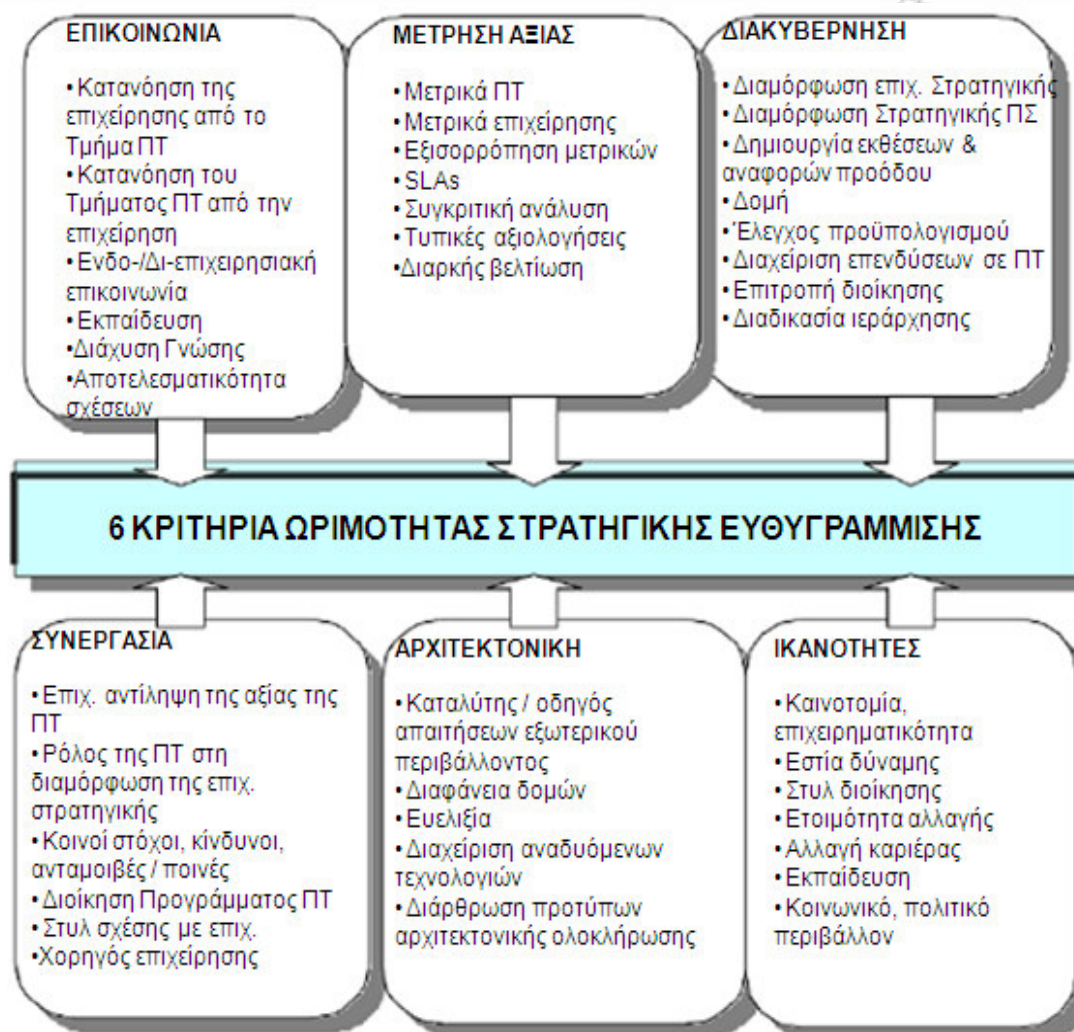 ΕΠΙΚΟΙΝΩΝΙΑ
•Κατανόηση της
επιχείρησης από το
Τμήμα ΠΤ
•Κατανόηση του
Τμήματος ΠΤ από την
επιχείρηση
•Ενδο-/Δι-επιχειρησιακή
επικοινωνία
•Εκπαίδευση
•Διάχυση Γνώσης
•Αποτελεσματικότητα
σχέσεων
ΜΕΤΡΗΣΗ ΑΞΙΑΣ
•Μετρικά ΠΤ
•Μετρικά επιχείρησης
•Εξισορρόπηση μετρικών
•SLAs
•Συγκριτική ανάλυση
•Τυπικές αξιολογήσεις
•Διαρκής βελτίωση
ΔΙΑΚΥΒΕΡΝΗΣΗ
•Διαμόρφωση επιχ. Στρατηγικής
•Διαμόρφωση Στρατηγικής ΠΣ
•Δημιουργία εκθέσεων &
αναφορών προόδου
•Δομή
•Έλεγχος προϋπολογισμού
•Διαχείριση επενδύσεων σε ΠΤ
•Επιτροπή διοίκησης
•Διαδικασία ιεράρχησης
6 ΚΡΙΤΗΡΙΑ ΩΡΙΜΟΤΗΤΑΣ ΣΤΡΑΤΗΓΙΚΗΣ ΕΥΘΥΓΡΑΜΜΙΣΗΣ
ΣΥΝΕΡΓΑΣΙΑ
•Επιχ. αντίληψη της αξίας της
ΠΤ
•Ρόλος της ΠΤ στη
διαμόρφωση της επιχ.
στρατηγικής
•Κοινοί στόχοι, κίνδυνοι,
ανταμοιβές / ποινές
•Διοίκηση Προγράμματος ΠΤ
•Στυλ σχέσης με επιχ.
•Χορηγός επιχείρησης
ΑΡΧΙΤΕΚΤΟΝΙΚΗ
•Καταλύτης / οδηγός
απαιτήσεων εξωτερικού
περιβάλλοντος
•Διαφάνεια δομών
•Ευελιξία
•Διαχείριση αναδυόμενων
τεχνολογιών
•Διάρθρωση προτύπων
αρχιτεκτονικής ολοκλήρωσης
ΙΚΑΝΟΤΗΤΕΣ
•Καινοτομία,
επιχειρηματικότητα
•Εστία δύναμης
•Στυλ διοίκησης
•Ετοιμότητα αλλαγής
•Αλλαγή καριέρας
•Εκπαίδευση
•Κοινωνικό, πολιτικό
περιβάλλον